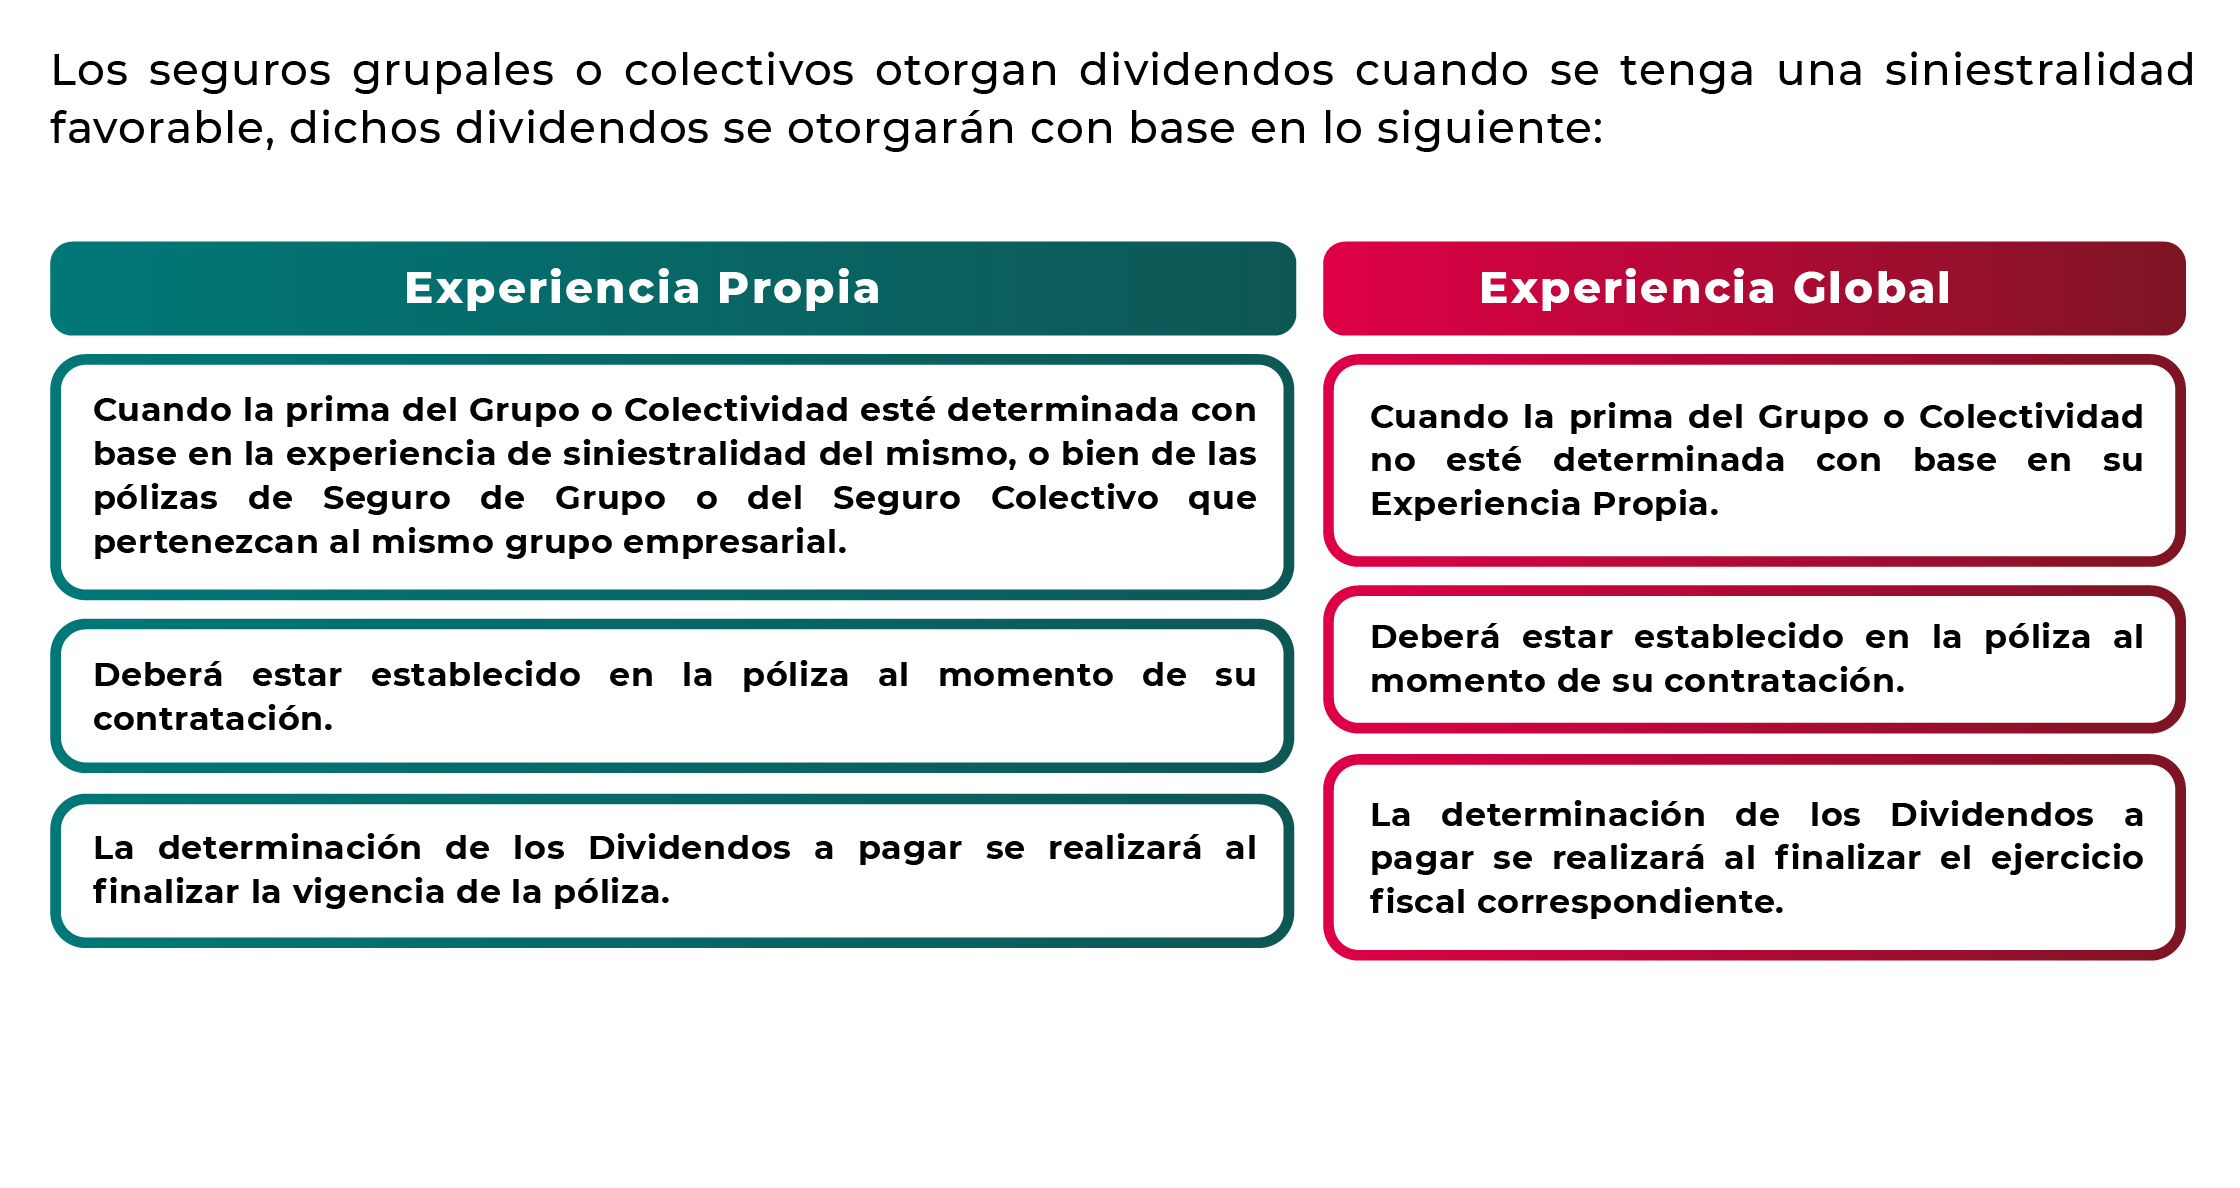 Los seguros grupales o colectivos otorgan dividendos cuando se tenga una siniestralidad
favorable, dichos dividendos se otorgarán con base en lo siguiente:
Experiencia Propia
Cuando la prima del Grupo o Colectividad esté determinada con
base en la experiencia de siniestralidad del mismo, o bien de las
pólizas de Seguro de Grupo o del Seguro Colectivo que
pertenezcan al mismo grupo empresarial.
Deberá estar establecido en la póliza al momento de su
contratación.
La determinación de los Dividendos a pagar se realizará al
finalizar la vigencia de la póliza.
Experiencia Global
Cuando la prima del Grupo o Colectividad
no esté determinada con base en su
Experiencia Propia.
Deberá estar establecido en la póliza al
momento de su contratación.
La determinación de los Dividendos a
pagar se realizará al finalizar el ejercicio
fiscal correspondiente.